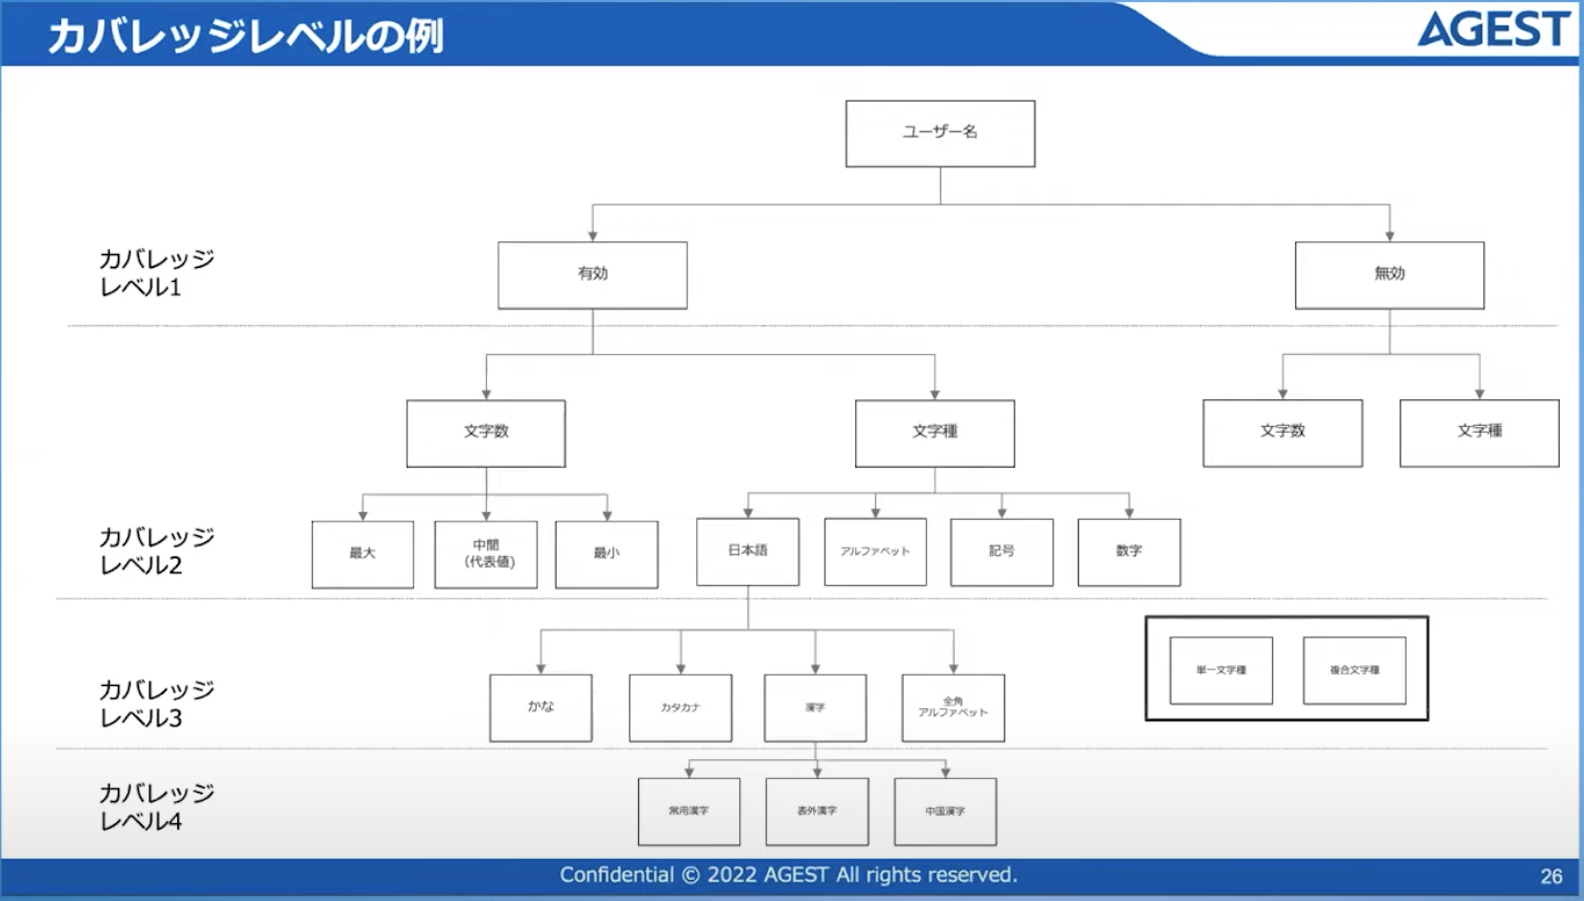 カバレッジレベルの例
AGEST
ユーザー名
カバレッジ
レベル1
有効
無効
文字数
文字種
文字数
文字種
カバレッジ
レベル2
最大
中間
（代表値)
最小
日本語
アルファベット
記号
数字
カバレッジ
レベル3
かな
カタカナ
漢字
全角
アルファベット
単一文字種
複合文字種
カバレッジ
レベル4
常用漢字
表外漢字
中国漢字
Confidential © 2022 AGEST All rights reserved.
26